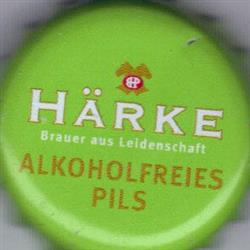 HÄRKE
Brauer aus Leidenschaft
ALKOHOLFREIES
PILS